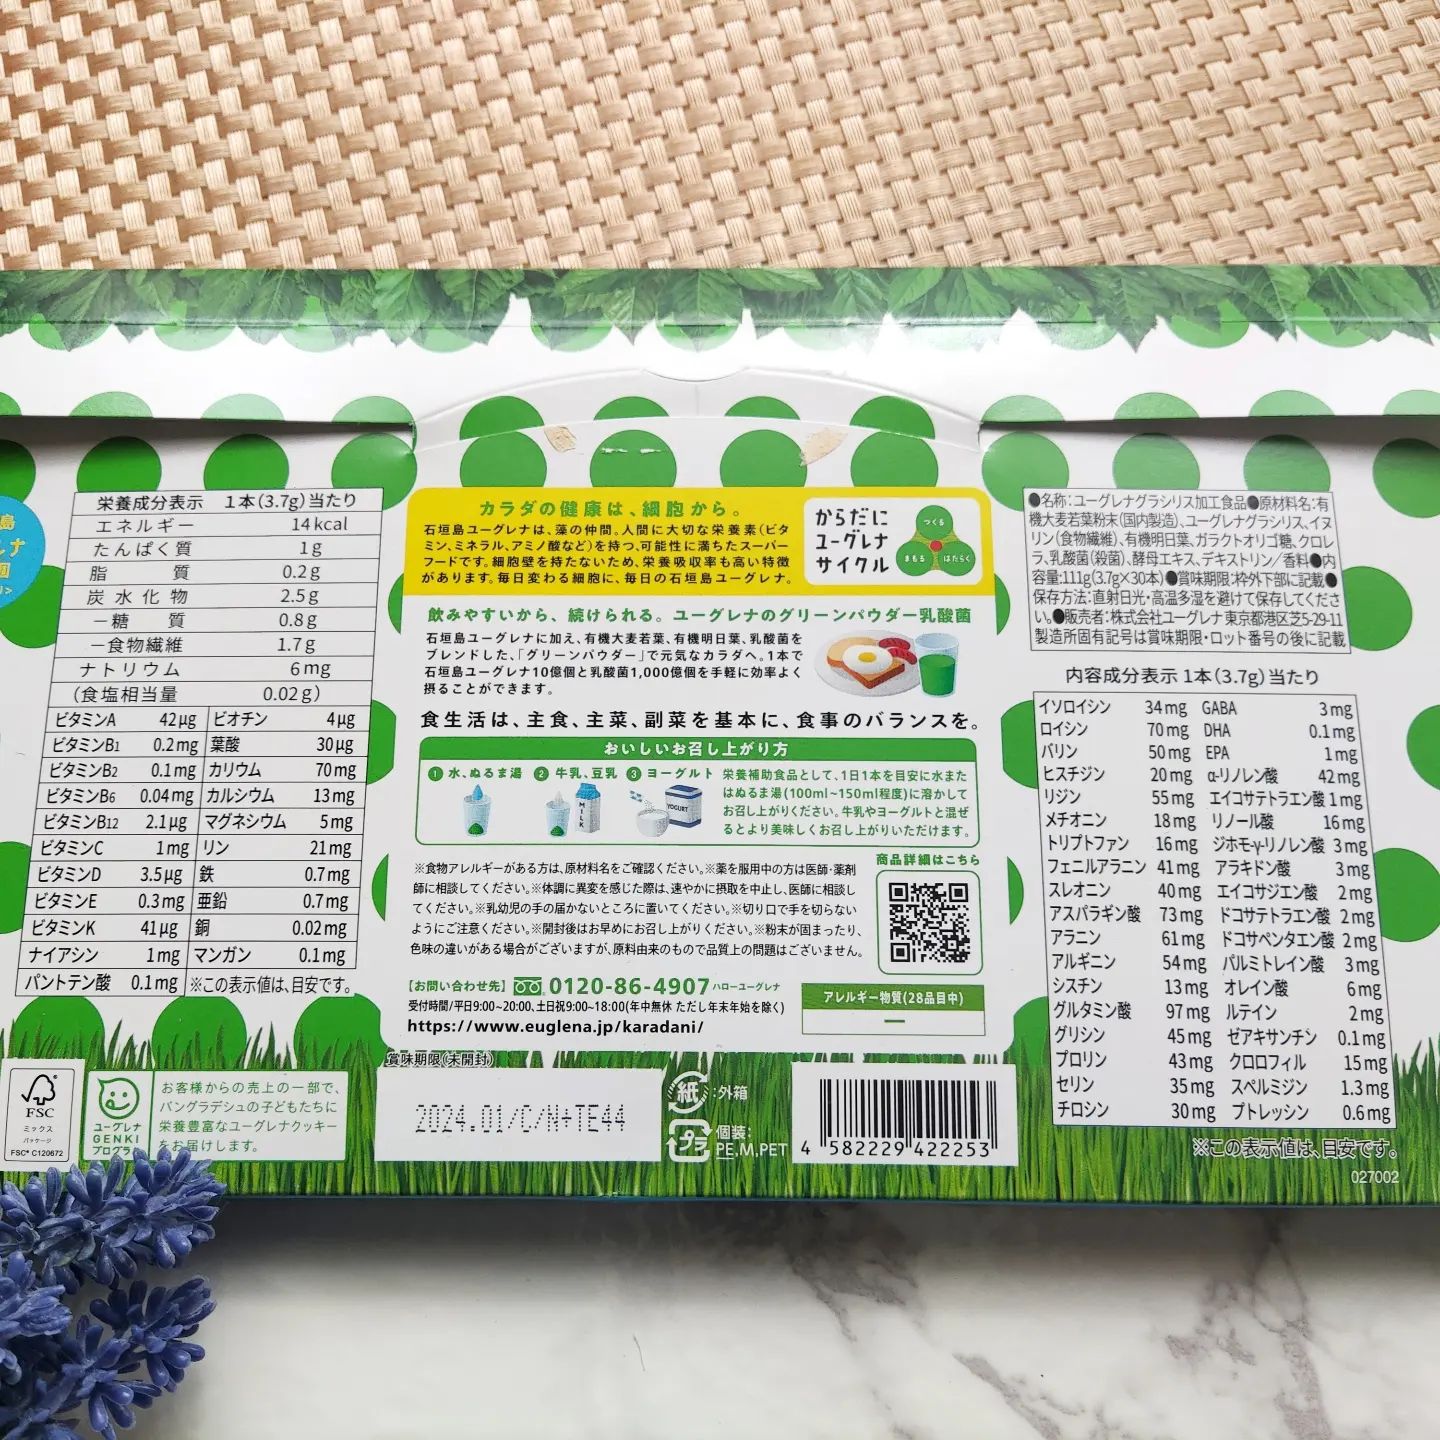 栄養成分表示 1本(3.7g)当たり
エネルギー 14kcal
たんぱく質 1g
脂質 0.2g
炭水化物 2.5g
－糖質 0.8g
－食物繊維 1.7g
ナトリウム 6mg
(食塩相当量 0.02g)
ビタミンA 42μg ビオチン 4μg
ビタミンB1 0.2mg 葉酸 30μg
ビタミンB2 0.1mg カリウム 70mg
ビタミンB6 0.04mg カルシウム 13mg
ビタミンB12 2.1μg マグネシウム 5mg
ビタミンC 1mg リン 21mg
ビタミンD 3.5μg 鉄 0.7mg
ビタミンE 0.3mg 亜鉛 0.7mg
ビタミンK 41μg 銅 0.02mg
ナイアシン 1mg マンガン 0.1mg
パントテン酸 0.1mg ※この表示値は、目安です。
FSC
ミックス
パッケージ
FSC® C120672
ユーグレナ
GENKI
プログラム
お客様からの売上の一部で、
バングラデシュの子どもたちに
栄養豊富なユーグレナクッキー
をお届けします。
カラダの健康は、細胞から。
石垣島ユーグレナは、藻の仲間。人間に大切な栄養素(ビタ
ミン、ミネラル、アミノ酸など)を持つ、可能性に満ちたスーパー
フードです。細胞壁を持たないため、栄養吸収率も高い特徴
があります。毎日変わる細胞に、毎日の石垣島ユーグレナ。
からだに
ユーグレナ
サイクル
つくる
まもる はたらく
飲みやすいから、続けられる。ユーグレナのグリーンパウダー乳酸菌
石垣島ユーグレナに加え、有機大麦若葉、有機明日葉、乳酸菌を
ブレンドした、「グリーンパウダー」で元気なカラダへ。1本で
石垣島ユーグレナ10億個と乳酸菌1,000億個を手軽に効率よく
摂ることができます。
食生活は、主食、主菜、副菜を基本に、食事のバランスを。
おいしいお召し上がり方
1 水、ぬるま湯 2 牛乳、豆乳 3 ヨーグルト
MILK
YOGURT
栄養補助食品として、1日1本を目安に水また
はぬるま湯(100ml~150ml程度)に溶かして
お召し上がりください。牛乳やヨーグルトと混ぜ
るとより美味しくお召し上がりいただけます。
※食物アレルギーがある方は、原材料名をご確認ください。※薬を服用中の方は医師・薬剤
師に相談してください。※体調に異変を感じた際は、速やかに摂取を中止し、医師に相談し
てください。※乳幼児の手の届かないところに置いてください。※切り口で手を切らない
ようにご注意ください。※開封後はお早めにお召し上がりください。※粉末が固まったり、
色味の違いがある場合がございますが、原料由来のもので品質上の問題はございません。
商品詳細はこちら
【お問い合わせ先】 0120-86-4907 ハローユーグレナ
受付時間/平日9:00~20:00、土日祝9:00~18:00(年中無休 ただし年末年始を除く)
https://www.euglena.jp/karadani/
アレルギー物質(28品目中)
ー
賞味期限(未開封)
2024.01/C/N+TE44
紙 :外箱
プラ 個装:
PE,M,PET
4 582229 422253
●名称:ユーグレナグラシリス加工食品●原材料名:有
機大麦若葉粉末(国内製造)、ユーグレナグラシリス、イヌ
リン(食物繊維)、有機明日葉、ガラクトオリゴ糖、クロレ
ラ、乳酸菌(殺菌)、酵母エキス、デキストリン/香料●内
容量:111g(3.7g×30本)●賞味期限:枠外下部に記載●
保存方法:直射日光・高温多湿を避けて保存してくださ
い。●販売者:株式会社ユーグレナ 東京都港区芝5-29-11
製造所固有記号は賞味期限・ロット番号の後に記載
内容成分表示 1本(3.7g)当たり
イソロイシン 34mg GABA 3mg
ロイシン 70mg DHA 0.1mg
バリン 50mg EPA 1mg
ヒスチジン 20mg α-リノレン酸 42mg
リジン 55mg エイコサテトラエン酸 1mg
メチオニン 18mg リノール酸 16mg
トリプトファン 16mg ジホモ-γ-リノレン酸 3mg
フェニルアラニン 41mg アラキドン酸 3mg
スレオニン 40mg エイコサジエン酸 2mg
アスパラギン酸 73mg ドコサテトラエン酸 2mg
アラニン 61mg ドコサペンタエン酸 2mg
アルギニン 54mg パルミトレイン酸 3mg
シスチン 13mg オレイン酸 6mg
グルタミン酸 97mg ルテイン 2mg
グリシン 45mg ゼアキサンチン 0.1mg
プロリン 43mg クロロフィル 15mg
セリン 35mg スペルミジン 1.3mg
チロシン 30mg プトレッシン 0.6mg
※この表示値は、目安です。
027002